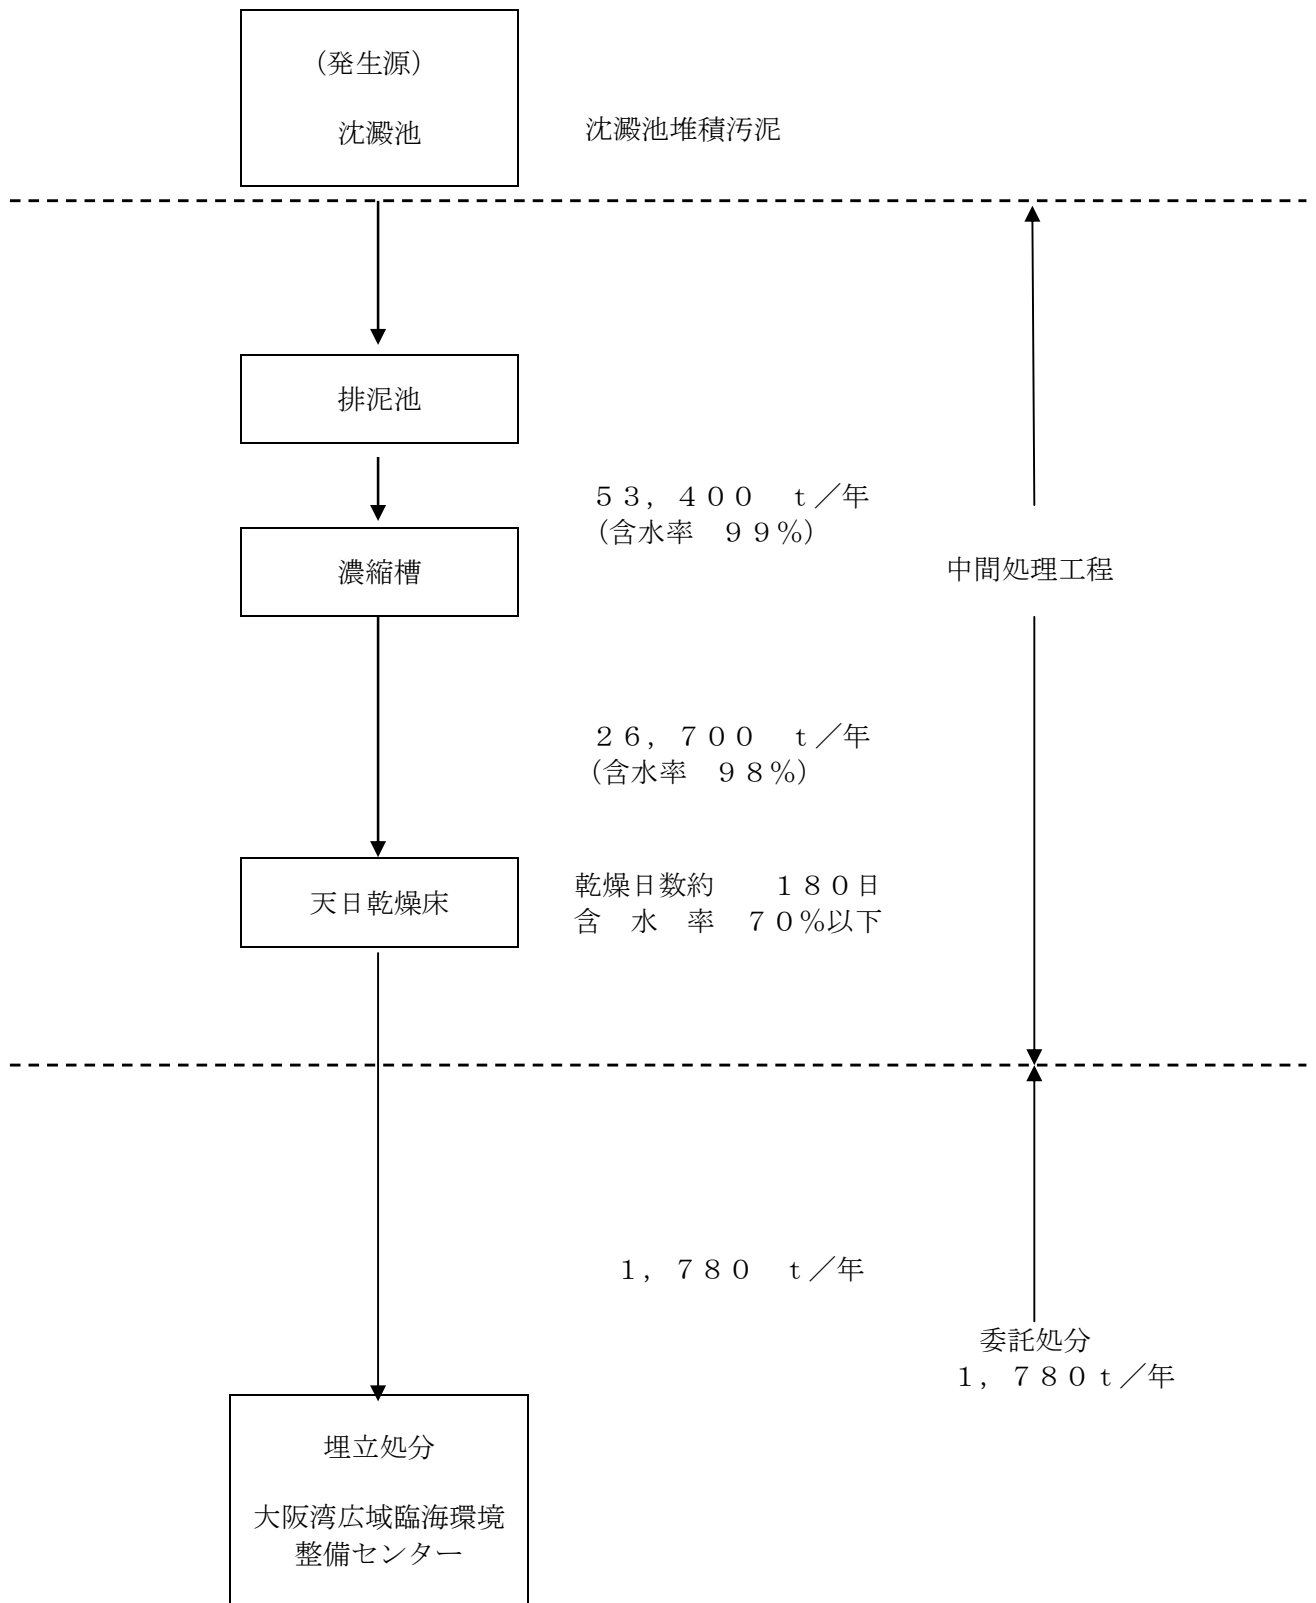 （発生源）
沈澱池
沈澱池堆積汚泥
排泥池
５３，４００　ｔ／年
（含水率　９９％）
濃縮槽
中間処理工程
２６，７００　ｔ／年
（含水率　９８％）
天日乾燥床
乾燥日数約　　１８０日
含　水　率　７０％以下
１，７８０　ｔ／年
委託処分
１，７８０ｔ／年
埋立処分
大阪湾広域臨海環境
整備センター